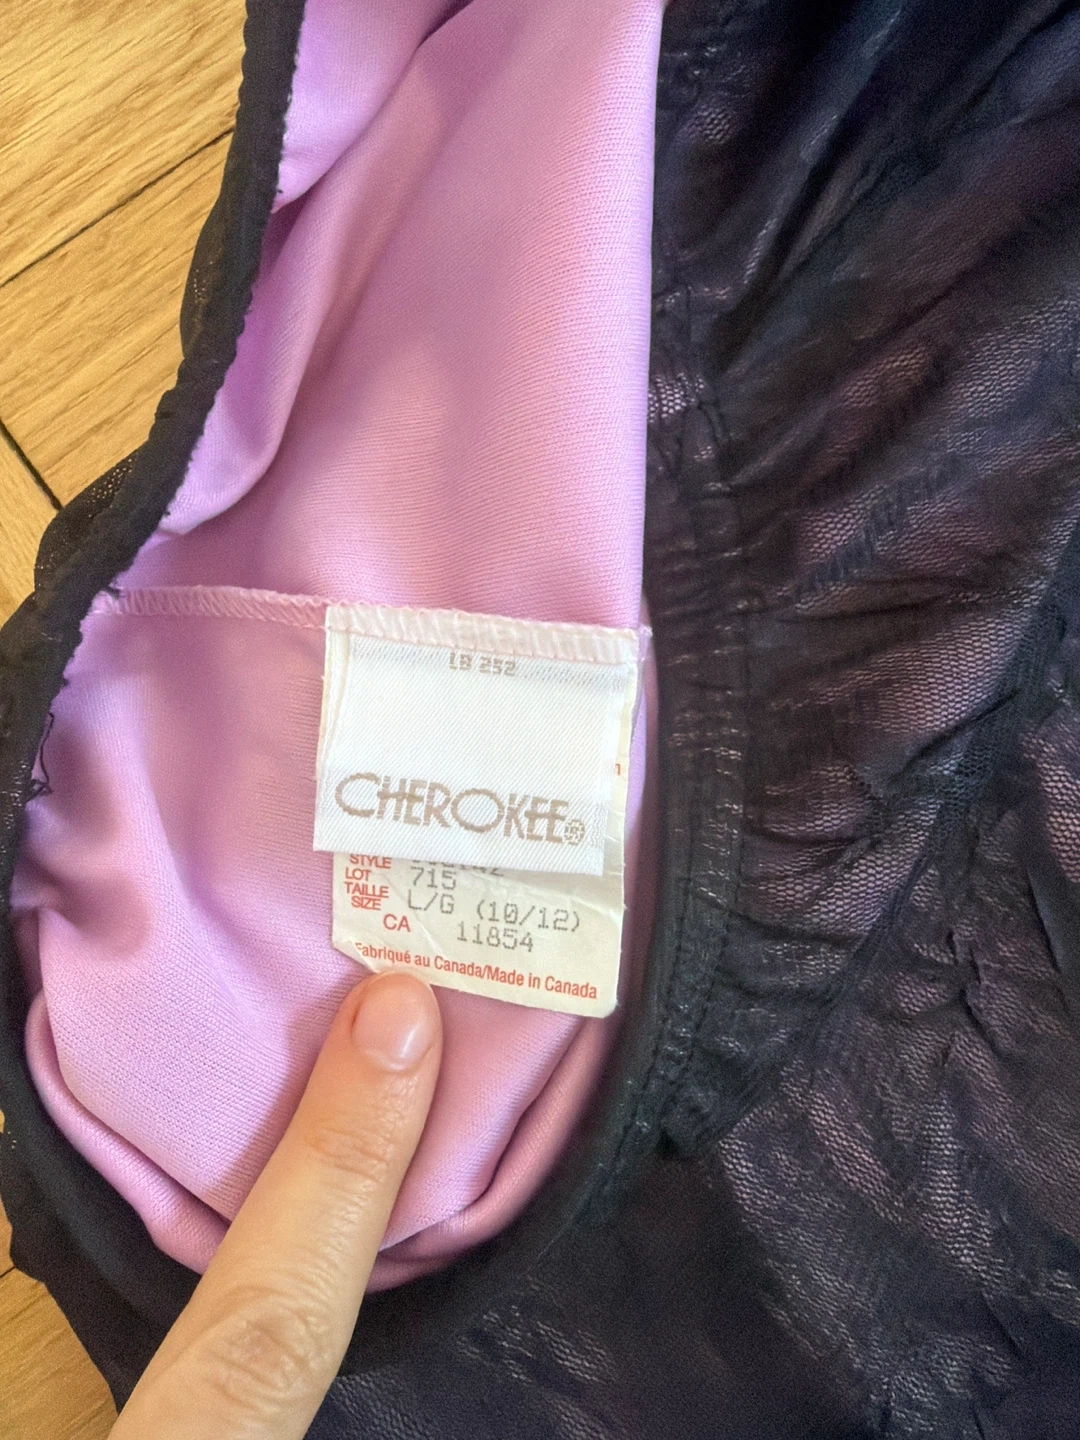 LB 252
CHEROKEE®
STYLE
LOT 715
TAILLE
SIZE L/G (10/12)
CA 11854
Fabriqué au Canada/Made in Canada